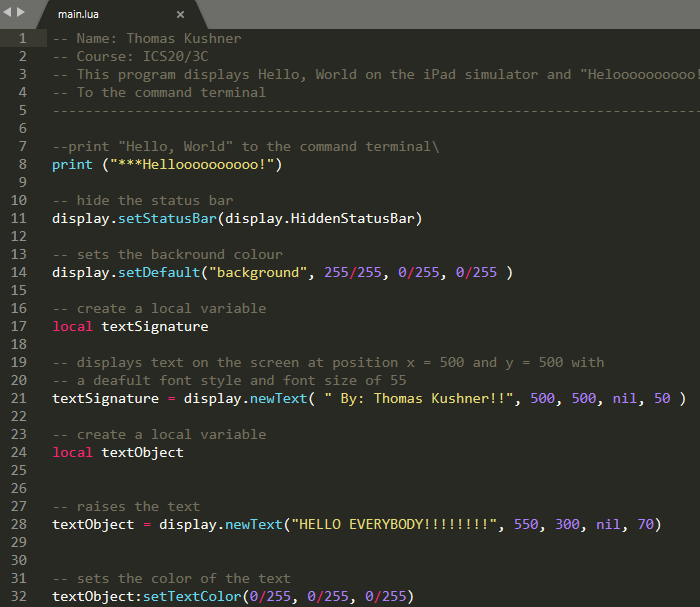 main.lua
1 -- Name: Thomas Kushner
2 -- Course: ICS20/3C
3 -- This program displays Hello, World on the iPad simulator and "Heloooooooooo!
4 -- To the command terminal
5 -------------------------------------------------------------------------------
6
7 --print "Hello, World" to the command terminal\
8 print ("***Helloooooooooo!")
9
10 -- hide the status bar
11 display.setStatusBar(display.HiddenStatusBar)
12
13 -- sets the backround colour
14 display.setDefault("background", 255/255, 0/255, 0/255 )
15
16 -- create a local variable
17 local textSignature
18
19 -- displays text on the screen at position x = 500 and y = 500 with
20 -- a deafult font style and font size of 55
21 textSignature = display.newText( " By: Thomas Kushner!!", 500, 500, nil, 50 )
22
23 -- create a local variable
24 local textObject
25
26
27 -- raises the text
28 textObject = display.newText("HELLO EVERYBODY!!!!!!!!", 550, 300, nil, 70)
29
30
31 -- sets the color of the text
32 textObject:setTextColor(0/255, 0/255, 0/255)